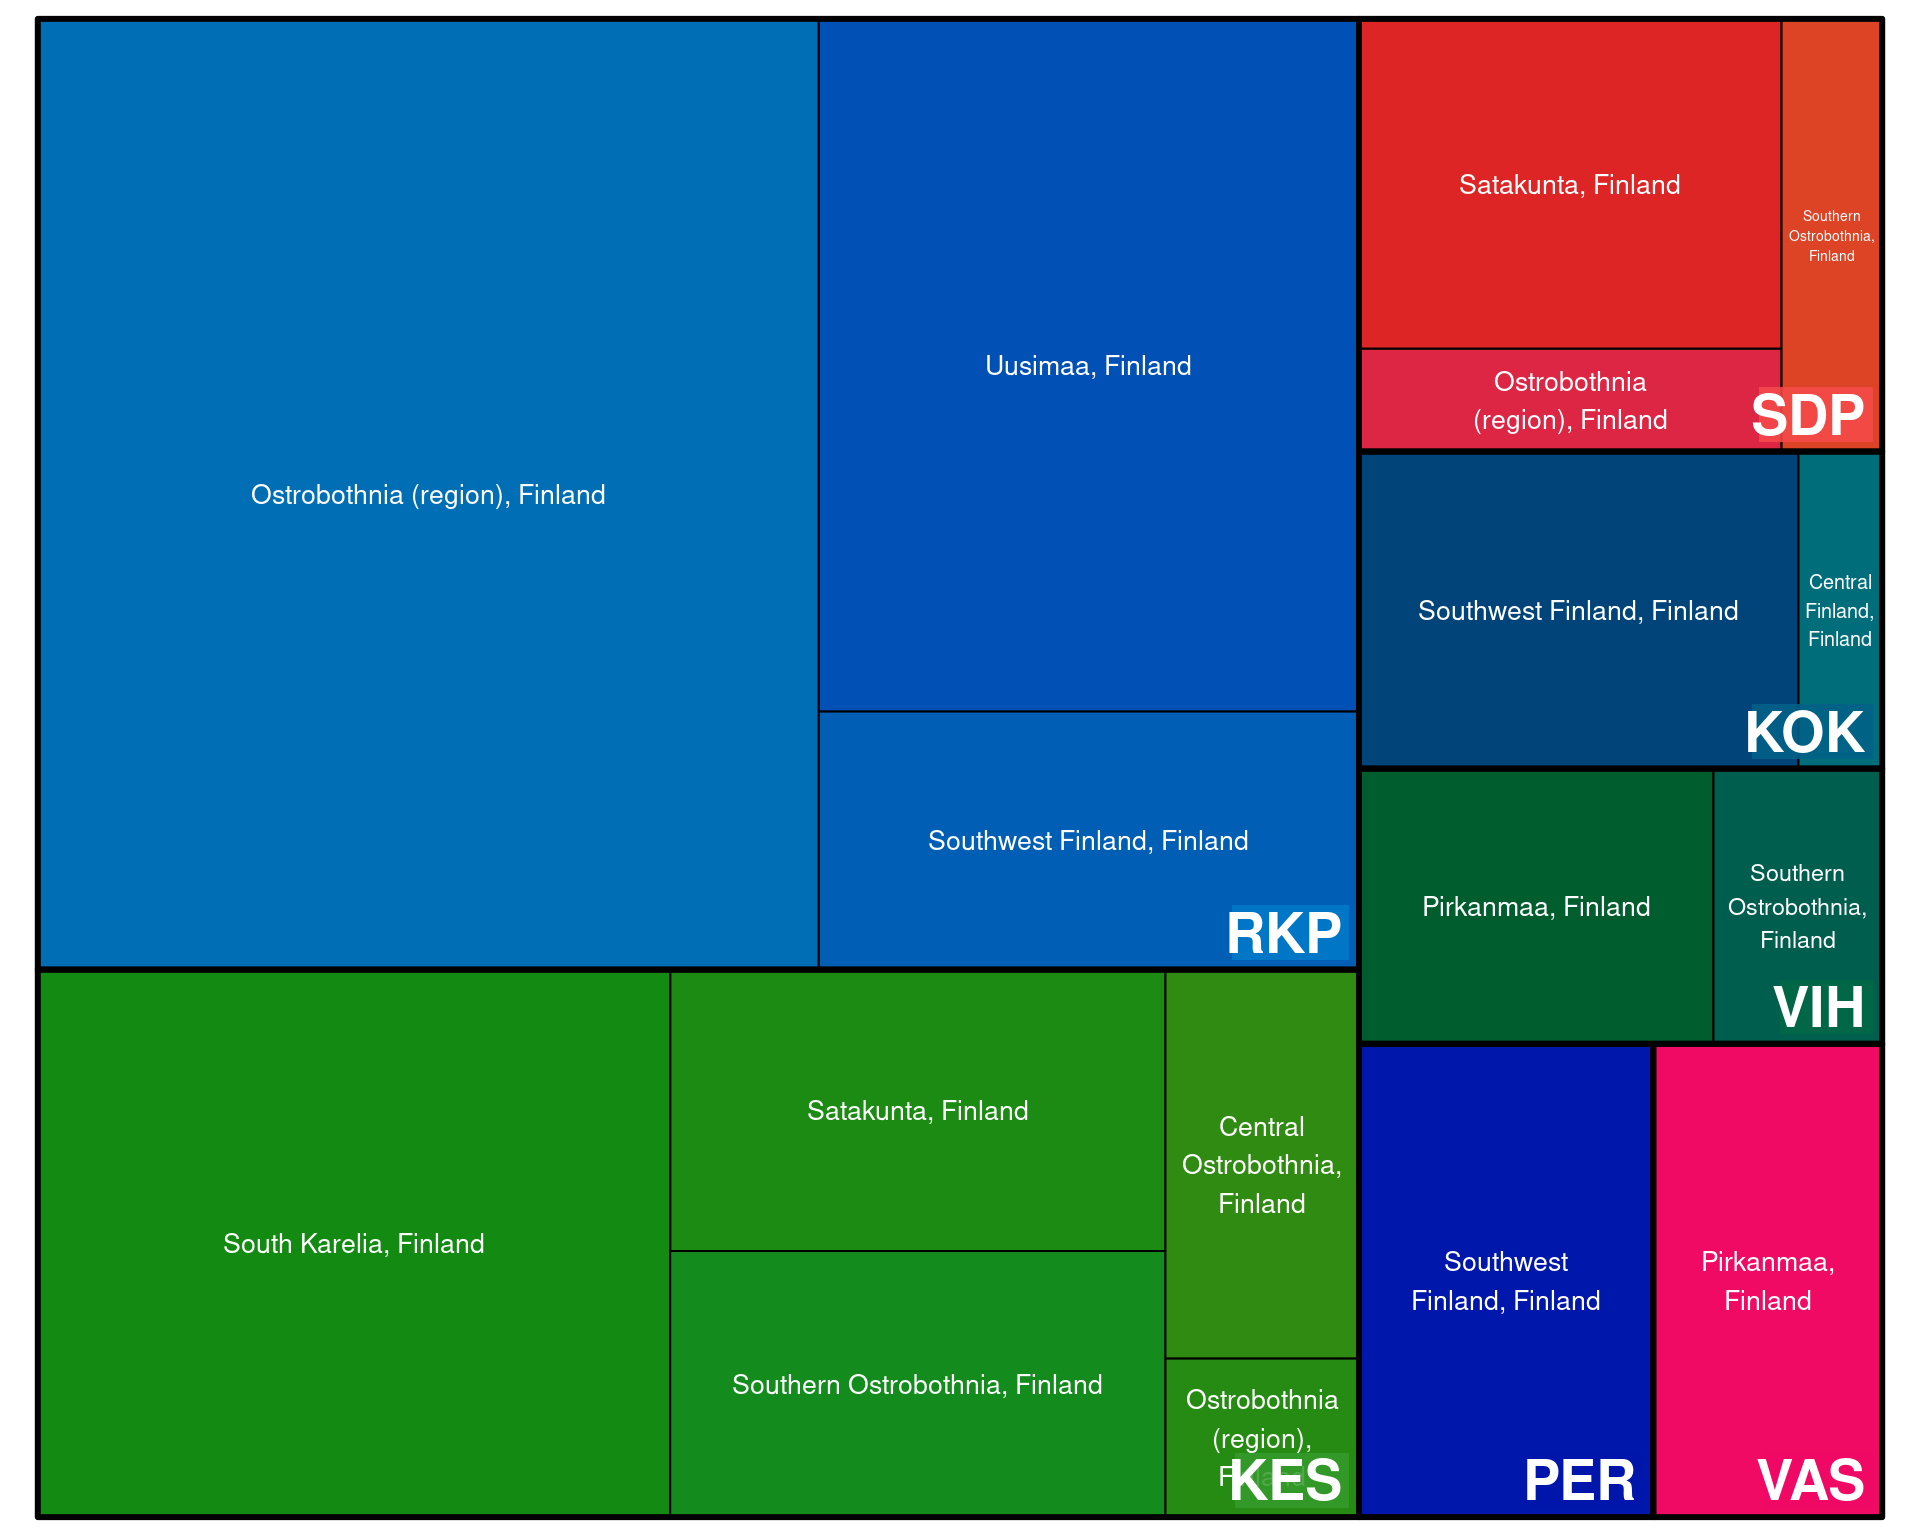 Ostrobothnia (region), Finland
Uusimaa, Finland
Southwest Finland, Finland
RKP
South Karelia, Finland
Satakunta, Finland
Southern Ostrobothnia, Finland
Central
Ostrobothnia,
Finland
Ostrobothnia
(region),
KES
Satakunta, Finland
Ostrobothnia
(region), Finland
Southern
Ostrobothnia,
Finland
SDP
Southwest Finland, Finland
Central
Finland,
Finland
KOK
Pirkanmaa, Finland
Southern
Ostrobothnia,
Finland
VIH
Southwest
Finland, Finland
PER
Pirkanmaa,
Finland
VAS